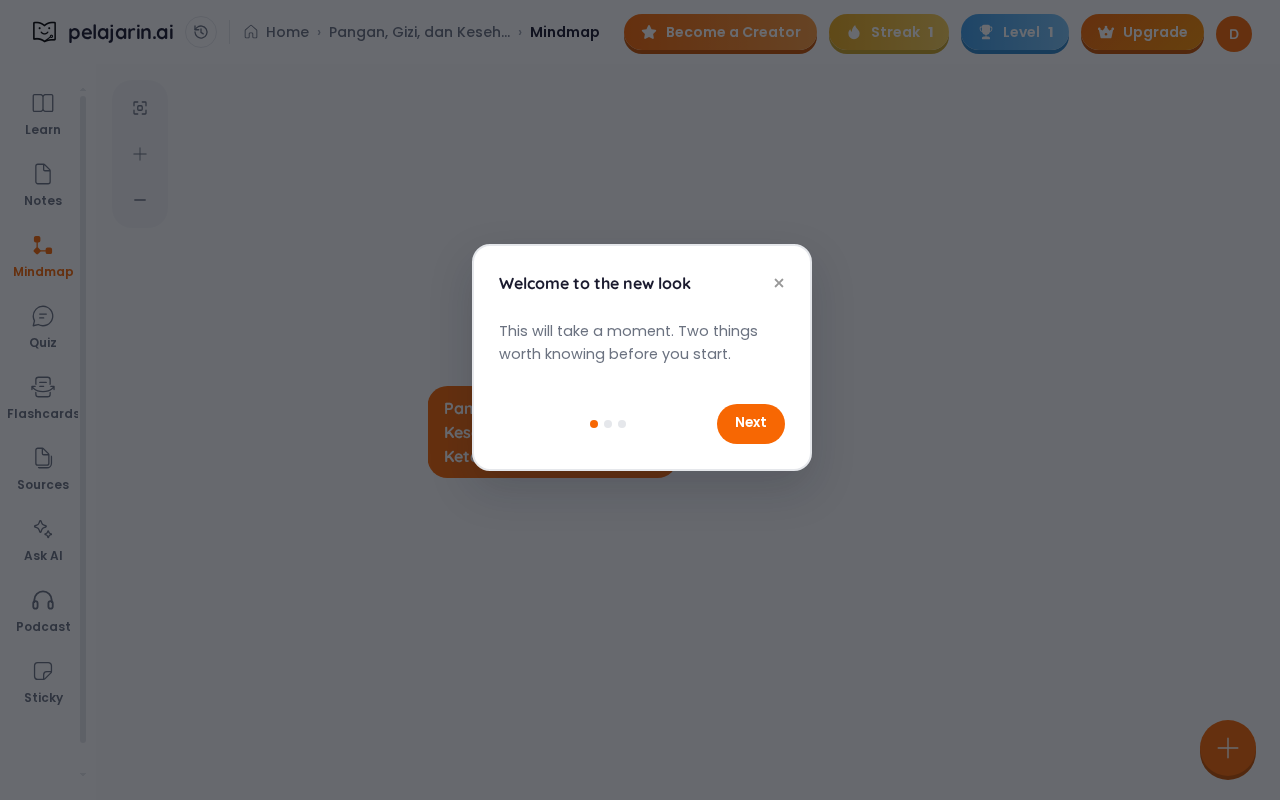 pelajarin.ai
Home › Pangan, Gizi, dan Keseh... › Mindmap
Become a Creator
Streak 1
Level 1
Upgrade
D
Learn
Notes
Mindmap
Quiz
Flashcards
Sources
Ask AI
Podcast
Sticky
Welcome to the new look
×
This will take a moment. Two things
worth knowing before you start.
Next